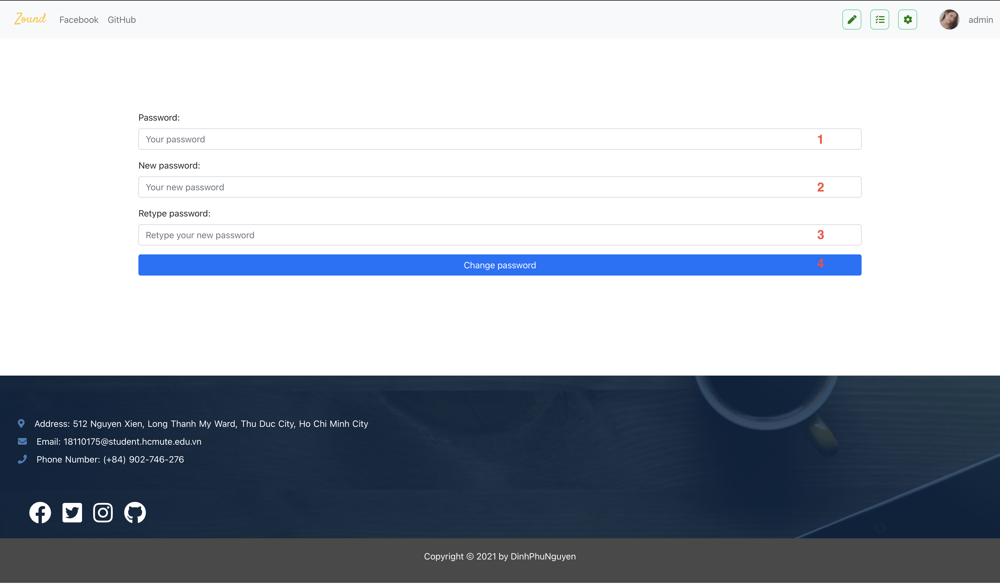 Zound Facebook GitHub admin
Password:
Your password 1
New password:
Your new password 2
Retype password:
Retype your new password 3
Change password 4
Address: 512 Nguyen Xien, Long Thanh My Ward, Thu Duc City, Ho Chi Minh City
Email: 18110175@student.hcmute.edu.vn
Phone Number: (+84) 902-746-276
Copyright © 2021 by DinhPhuNguyen